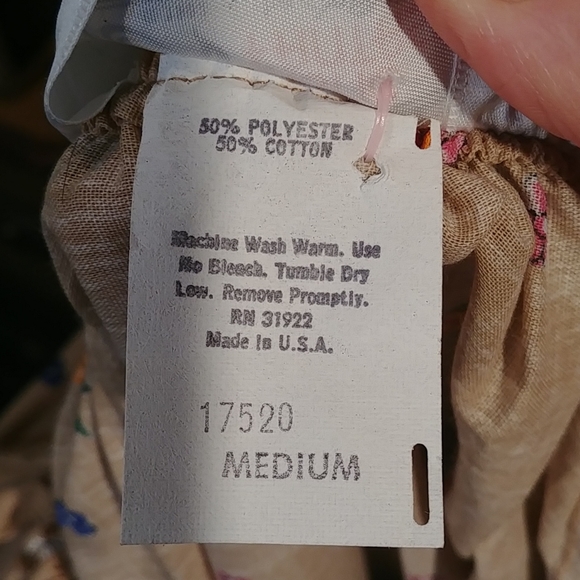 50% POLYESTER
50% COTTON
Machine Wash Warm. Use
No Bleach. Tumble Dry
Low. Remove Promptly.
RN 31922
Made In U.S.A.
17520
MEDIUM